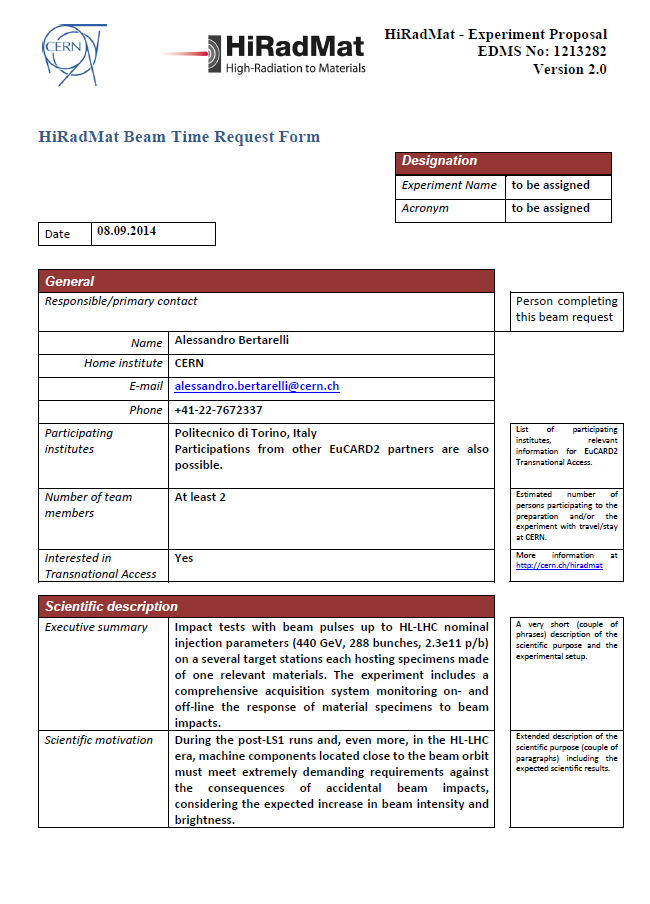 CERN
HiRadMat
High-Radiation to Materials
HiRadMat - Experiment Proposal
EDMS No: 1213282
Version 2.0
HiRadMat Beam Time Request Form
Designation
Experiment Name to be assigned
Acronym to be assigned
Date 08.09.2014
General
Responsible/primary contact
Person completing
this beam request
Name Alessandro Bertarelli
Home institute CERN
E-mail alessandro.bertarelli@cern.ch
Phone +41-22-7672337
Participating
institutes
Politecnico di Torino, Italy
Participations from other EuCARD2 partners are also
possible.
List of participating
institutes, relevant
information for EuCARD2
Transnational Access.
Number of team
members
At least 2
Estimated number of
persons participating to the
preparation and/or the
experiment with travel/stay
at CERN.
Interested in
Transnational Access
Yes
More information at
http://cern.ch/hiradmat
Scientific description
Executive summary
Impact tests with beam pulses up to HL-LHC nominal
injection parameters (440 GeV, 288 bunches, 2.3e11 p/b)
on a several target stations each hosting specimens made
of one relevant materials. The experiment includes a
comprehensive acquisition system monitoring on- and
off-line the response of material specimens to beam
impacts.
A very short (couple of
phrases) description of the
scientific purpose and the
experimental setup.
Scientific motivation
During the post-LS1 runs and, even more, in the HL-LHC
era, machine components located close to the beam orbit
must meet extremely demanding requirements against
the consequences of accidental beam impacts,
considering the expected increase in beam intensity and
brightness.
Extended description of the
scientific purpose (couple of
paragraphs) including the
expected scientific results.